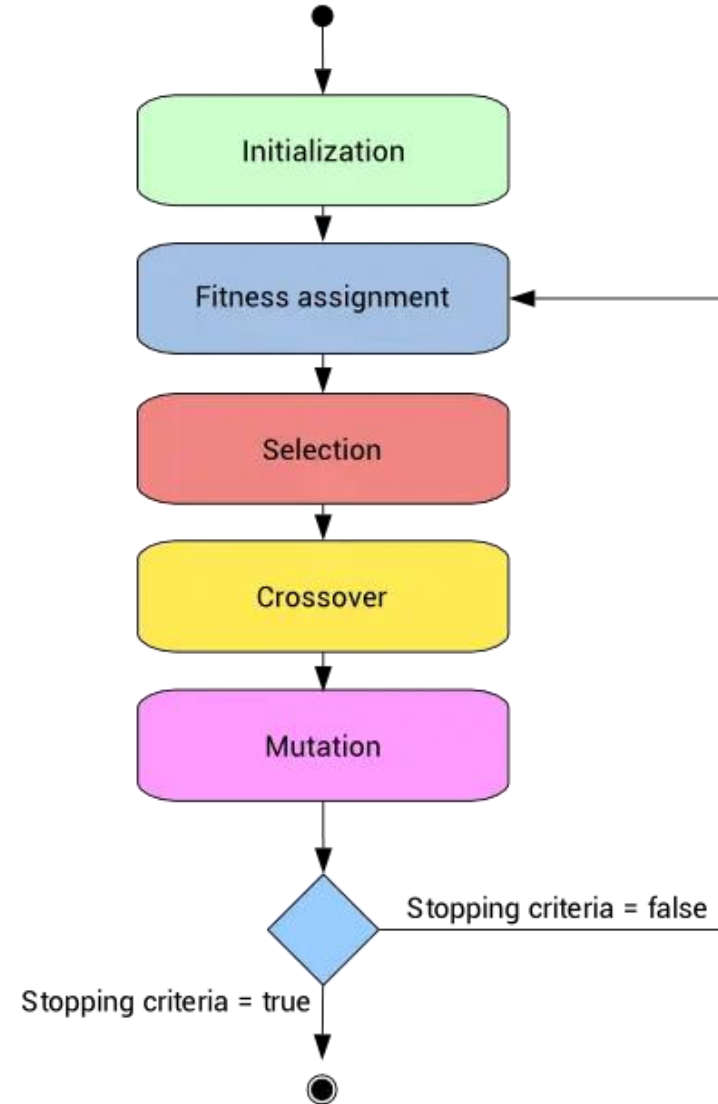 Initialization
Fitness assignment
Selection
Crossover
Mutation
Stopping criteria = false
Stopping criteria = true